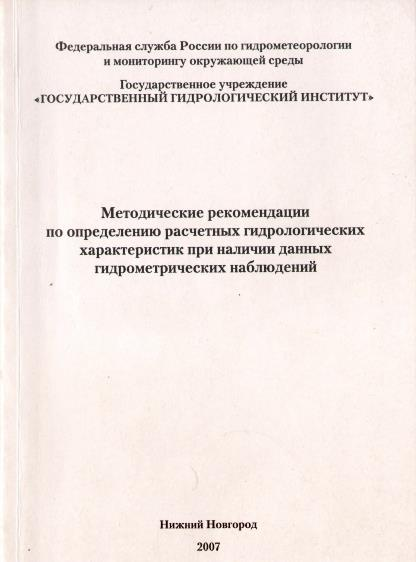 Федеральная служба России по гидрометеорологии
и мониторингу окружающей среды
Государственное учреждение
«ГОСУДАРСТВЕННЫЙ ГИДРОЛОГИЧЕСКИЙ ИНСТИТУТ»
Методические рекомендации
по определению расчетных гидрологических
характеристик при наличии данных
гидрометрических наблюдений
Нижний Новгород
2007